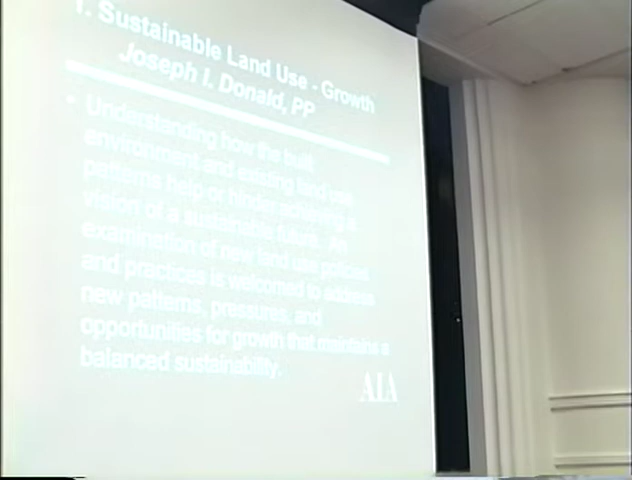 1. Sustainable Land Use - Growth
Joseph I. Donald, PP
• Understanding how the built
environment and existing land use
patterns help or hinder achieving a
vision of a sustainable future. An
examination of new land use policies
and practices is welcomed to address
new patterns, pressures, and
opportunities for growth that maintains a
balanced sustainability.
AIA